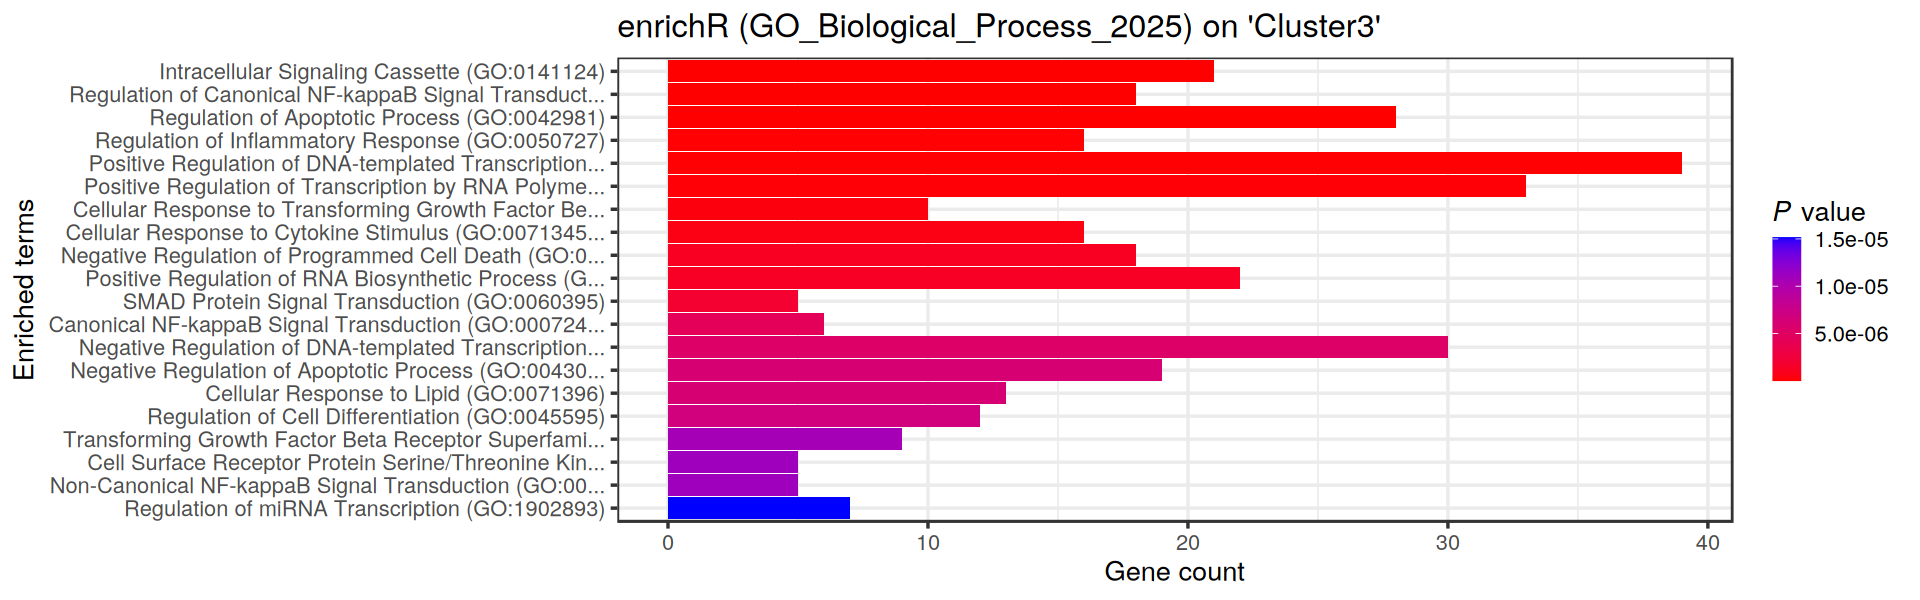 enrichR (GO_Biological_Process_2025) on 'Cluster3'
Intracellular Signaling Cassette (GO:0141124)
Regulation of Canonical NF-kappaB Signal Transduct...
Regulation of Apoptotic Process (GO:0042981)
Regulation of Inflammatory Response (GO:0050727)
Positive Regulation of DNA-templated Transcription...
Positive Regulation of Transcription by RNA Polyme...
Cellular Response to Transforming Growth Factor Be...
Cellular Response to Cytokine Stimulus (GO:0071345...
Negative Regulation of Programmed Cell Death (GO:0...
Positive Regulation of RNA Biosynthetic Process (G...
SMAD Protein Signal Transduction (GO:0060395)
Canonical NF-kappaB Signal Transduction (GO:000724...
Negative Regulation of DNA-templated Transcription...
Negative Regulation of Apoptotic Process (GO:00430...
Cellular Response to Lipid (GO:0071396)
Regulation of Cell Differentiation (GO:0045595)
Transforming Growth Factor Beta Receptor Superfami...
Cell Surface Receptor Protein Serine/Threonine Kin...
Non-Canonical NF-kappaB Signal Transduction (GO:00...
Regulation of miRNA Transcription (GO:1902893)
Enriched terms
0 10 20 30 40
Gene count
P value
1.5e-05
1.0e-05
5.0e-06